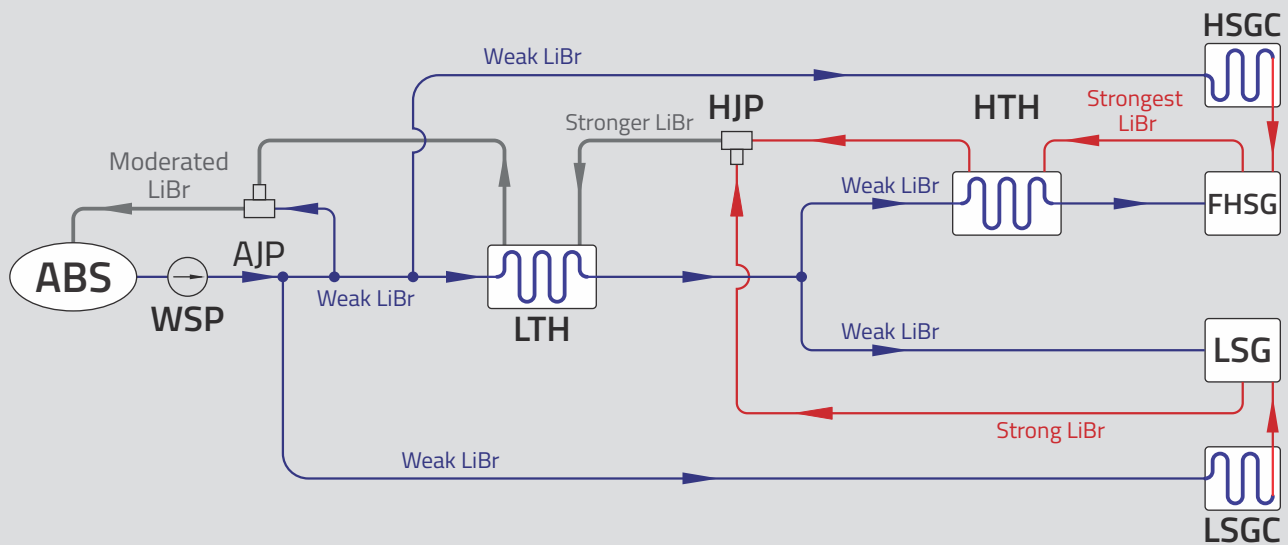 HSGC
Weak LiBr
HJP
HTH
Strongest
LiBr
Stronger LiBr
Moderated
LiBr
Weak LiBr
FHSG
AJP
ABS
WSP
Weak LiBr
LTH
Weak LiBr
LSG
Strong LiBr
Weak LiBr
LSGC